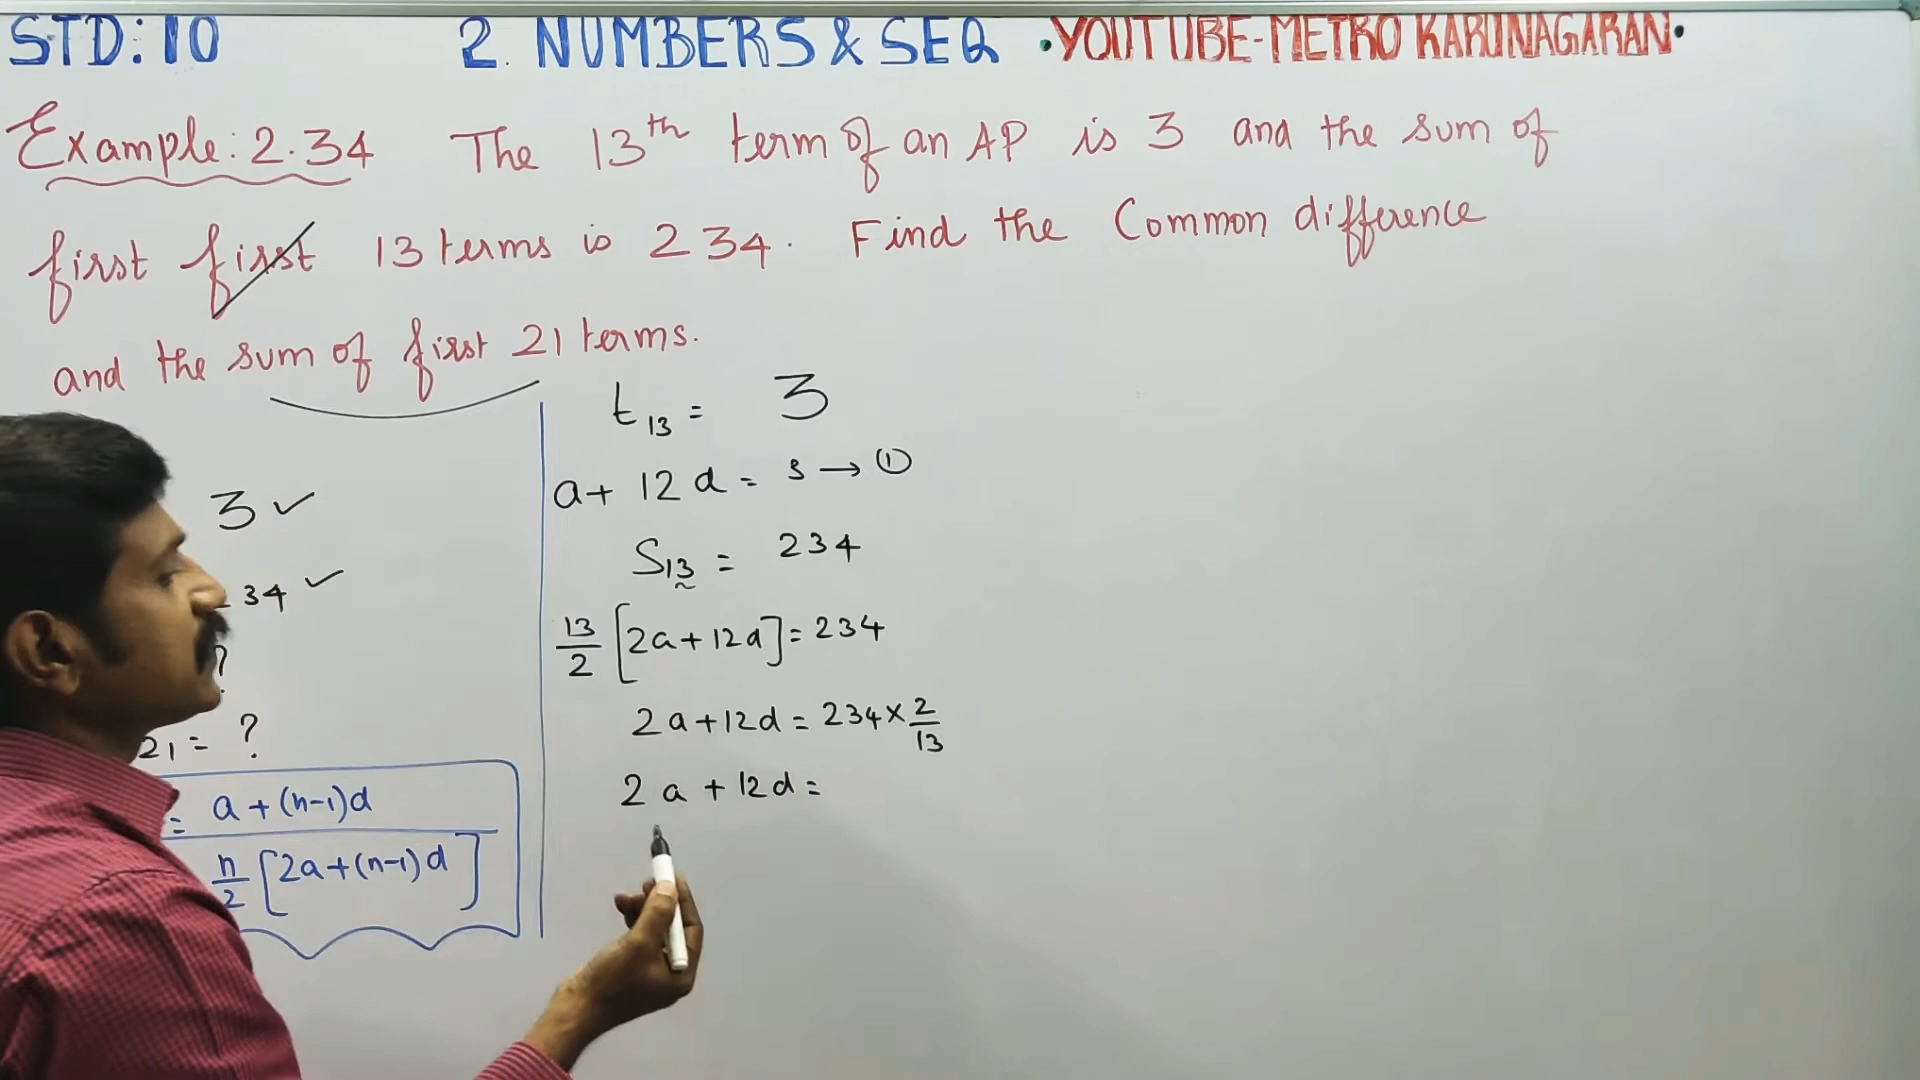 STD: 10 2. NUMBERS & SEQ • YOUTUBE-METRO KARUNAGARAN •
Example: 2.34 The 13th term of an AP is 3 and the sum of
first first 13 terms is 234. Find the Common difference
and the sum of first 21 terms.
3 ✓
34 ✓
?
21 = ?
= a + (n-1)d
n/2 [2a+(n-1)d]
t13 = 3
a + 12d = 3 → ①
S13 = 234
13/2 [2a+12d] = 234
2a+12d = 234 × 2/13
2a + 12d =